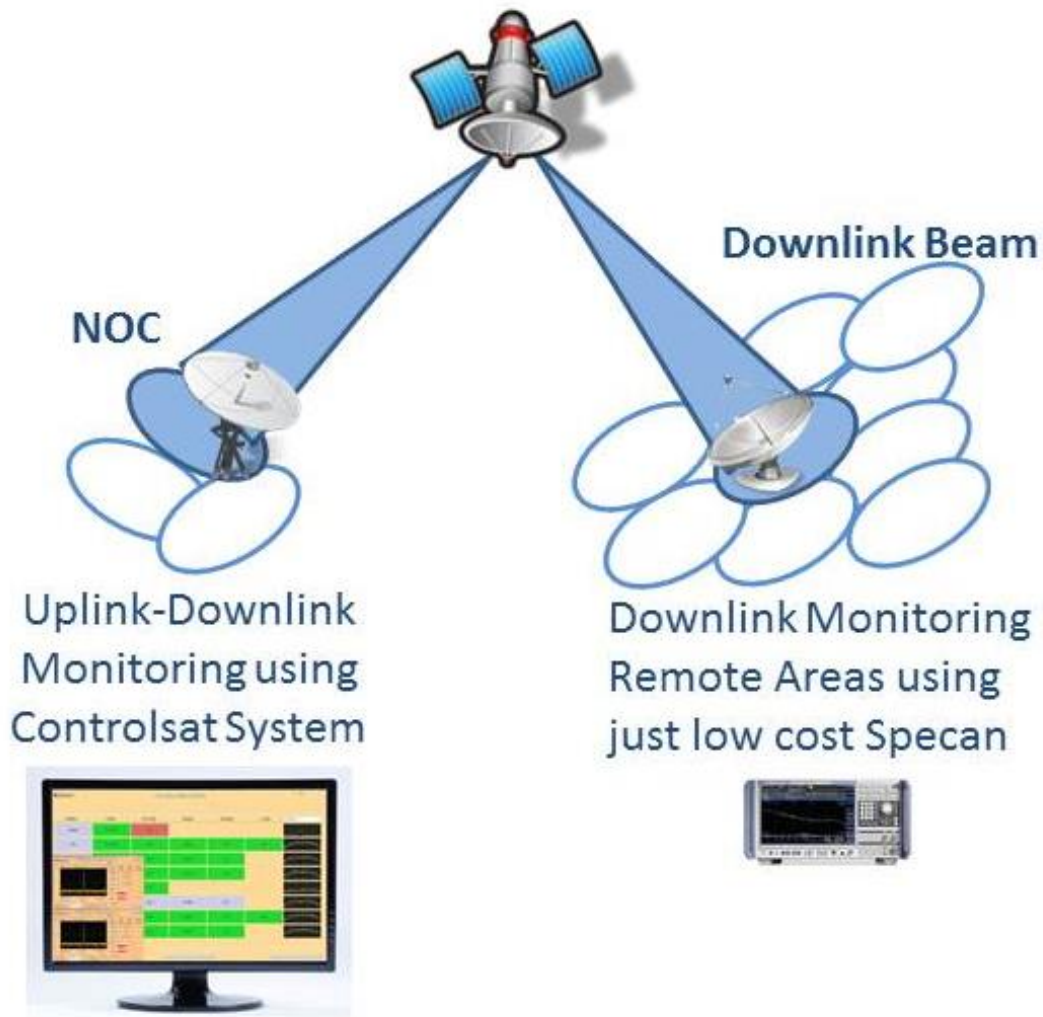 Downlink Beam
NOC
Uplink-Downlink
Monitoring using
Controlsat System
Downlink Monitoring
Remote Areas using
just low cost Specan